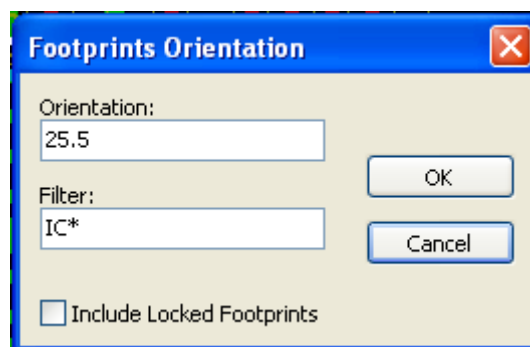 Footprints Orientation
Orientation:
25.5
Filter:
IC*
OK
Cancel
Include Locked Footprints